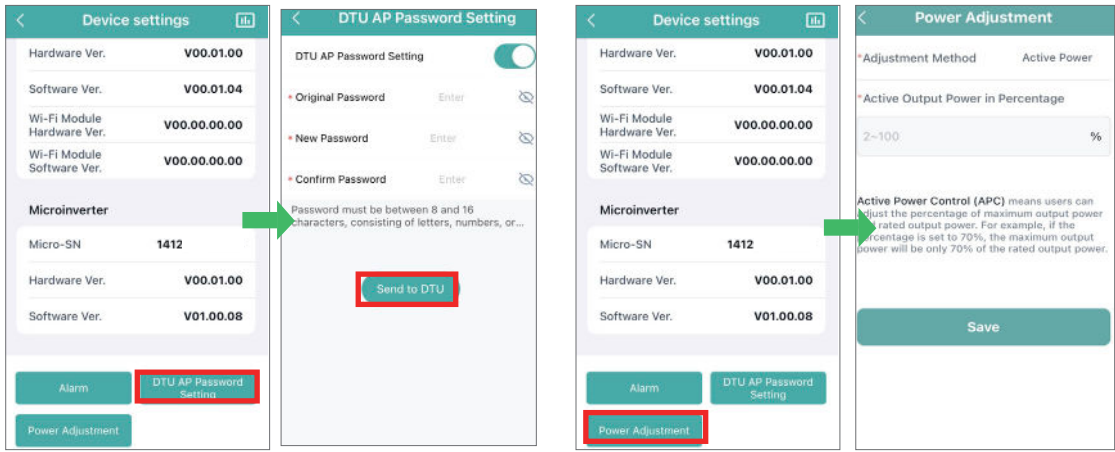 Device settings
Hardware Ver. V00.01.00
Software Ver. V00.01.04
Wi-Fi Module
Hardware Ver. V00.00.00.00
Wi-Fi Module
Software Ver. V00.00.00.00
Microinverter
Micro-SN 1412
Hardware Ver. V00.01.00
Software Ver. V01.00.08
Alarm
DTU AP Password
Setting
Power Adjustment
DTU AP Password Setting
DTU AP Password Setting
* Original Password Enter
* New Password Enter
* Confirm Password Enter
Password must be between 8 and 16
characters, consisting of letters, numbers, or...
Send to DTU
Device settings
Hardware Ver. V00.01.00
Software Ver. V00.01.04
Wi-Fi Module
Hardware Ver. V00.00.00.00
Wi-Fi Module
Software Ver. V00.00.00.00
Microinverter
Micro-SN 1412
Hardware Ver. V00.01.00
Software Ver. V01.00.08
Alarm
DTU AP Password
Setting
Power Adjustment
Power Adjustment
*Adjustment Method Active Power
*Active Output Power in Percentage
2~100 %
Active Power Control (APC) means users can
adjust the percentage of maximum output power
rated output power. For example, if the
percentage is set to 70%, the maximum output
power will be only 70% of the rated output power.
Save